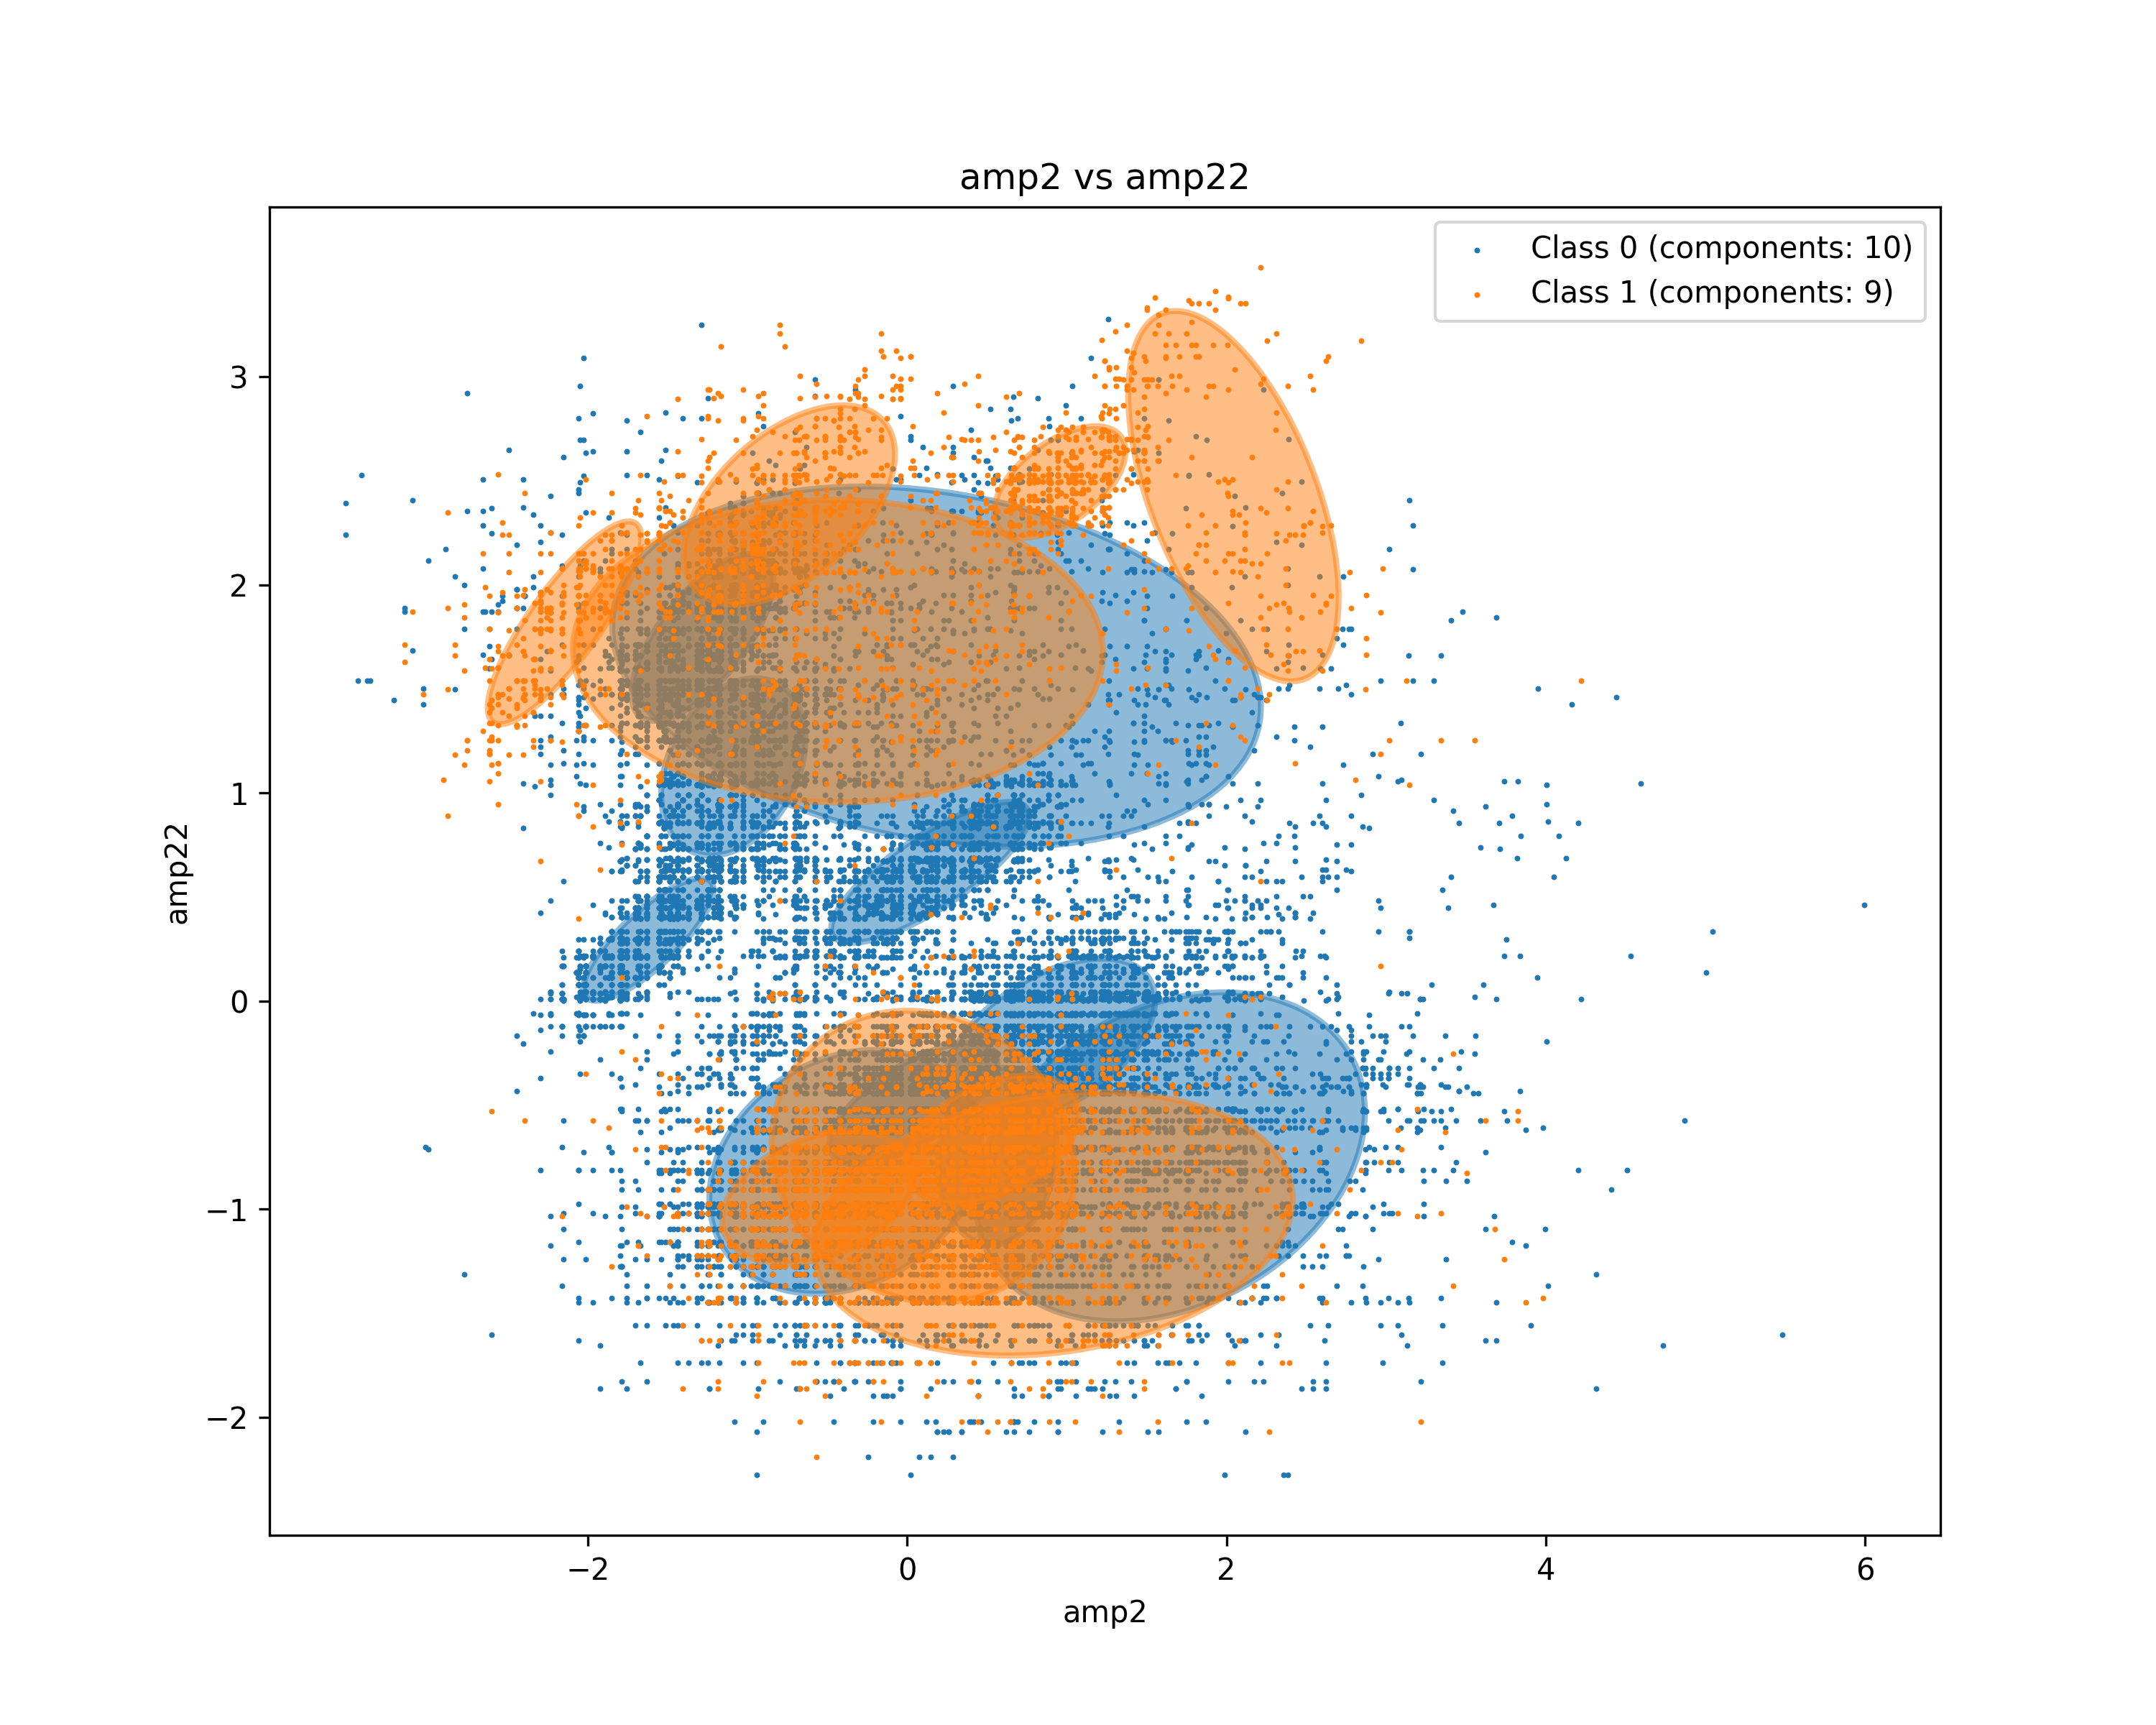 amp2 vs amp22
Class 0 (components: 10)
Class 1 (components: 9)
3
2
1
0
−1
−2
amp22
−2
0
2
4
6
amp2